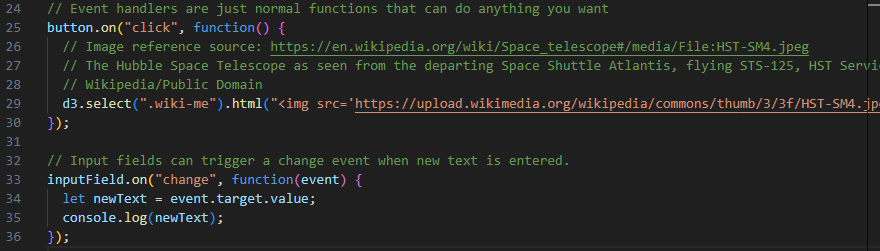 24 // Event handlers are just normal functions that can do anything you want
25 button.on("click", function() {
26 // Image reference source: https://en.wikipedia.org/wiki/Space_telescope#/media/File:HST-SM4.jpeg
27 // The Hubble Space Telescope as seen from the departing Space Shuttle Atlantis, flying STS-125, HST Servic
28 // Wikipedia/Public Domain
29 d3.select(".wiki-me").html("<img src='https://upload.wikimedia.org/wikipedia/commons/thumb/3/3f/HST-SM4.jpe
30 });
31
32 // Input fields can trigger a change event when new text is entered.
33 inputField.on("change", function(event) {
34 let newText = event.target.value;
35 console.log(newText);
36 });